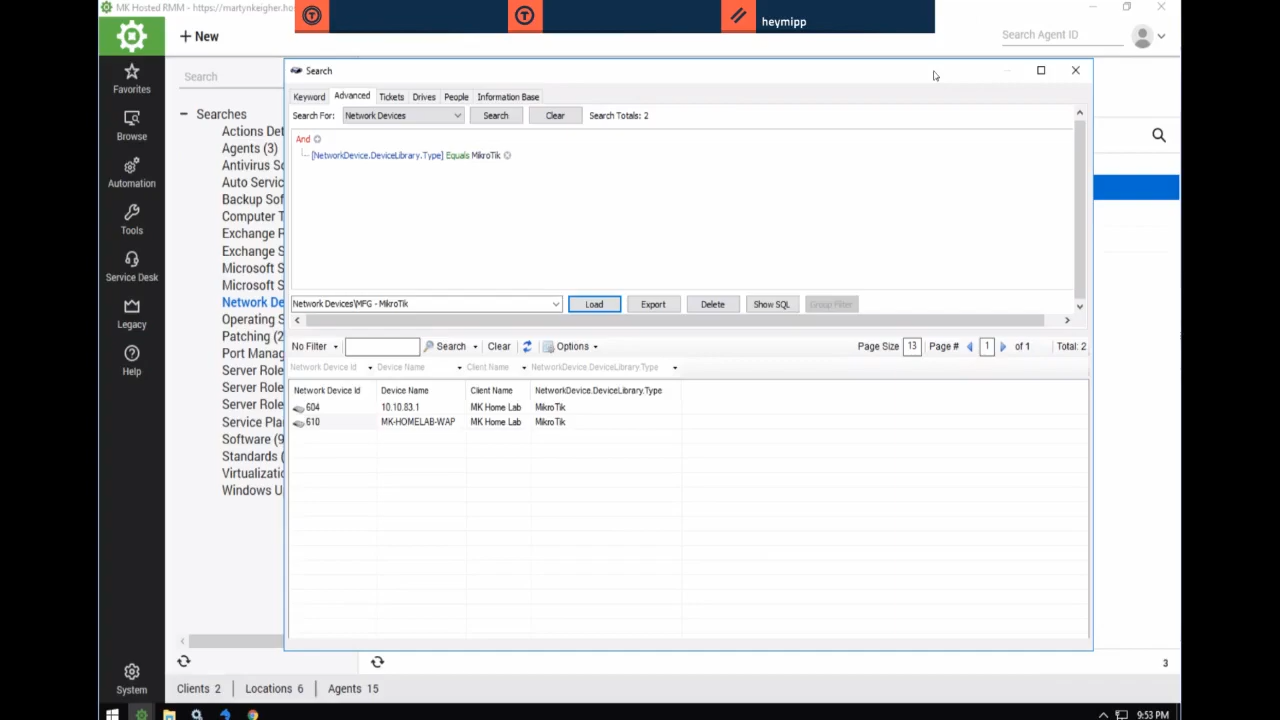 MK Hosted RMM - https://martynkeigher.ho
heymipp
+ New
Search Agent ID
Favorites
Browse
Automation
Tools
Service Desk
Legacy
Help
System
Search
Searches
Actions Det
Agents (3)
Antivirus So
Auto Servic
Backup Sof
Computer T
Exchange P
Exchange S
Microsoft S
Microsoft S
Network De
Operating S
Patching (2
Port Manag
Server Role
Server Role
Server Role
Service Pla
Software (9
Standards (
Virtualizatic
Windows U
Search
Keyword Advanced Tickets Drives People Information Base
Search For: Network Devices Search Clear Search Totals: 2
And
[NetworkDevice.DeviceLibrary.Type] Equals MikroTik
Network Devices\MFG - MikroTik Load Export Delete Show SQL Group Filter
No Filter Search Clear Options Page Size 13 Page # 1 of 1 Total: 2
Network Device Id Device Name Client Name NetworkDevice.DeviceLibrary.Type
Network Device Id Device Name Client Name NetworkDevice.DeviceLibrary.Type
604 10.10.83.1 MK Home Lab MikroTik
610 MK-HOMELAB-WAP MK Home Lab MikroTik
3
Clients 2 Locations 6 Agents 15
9:53 PM